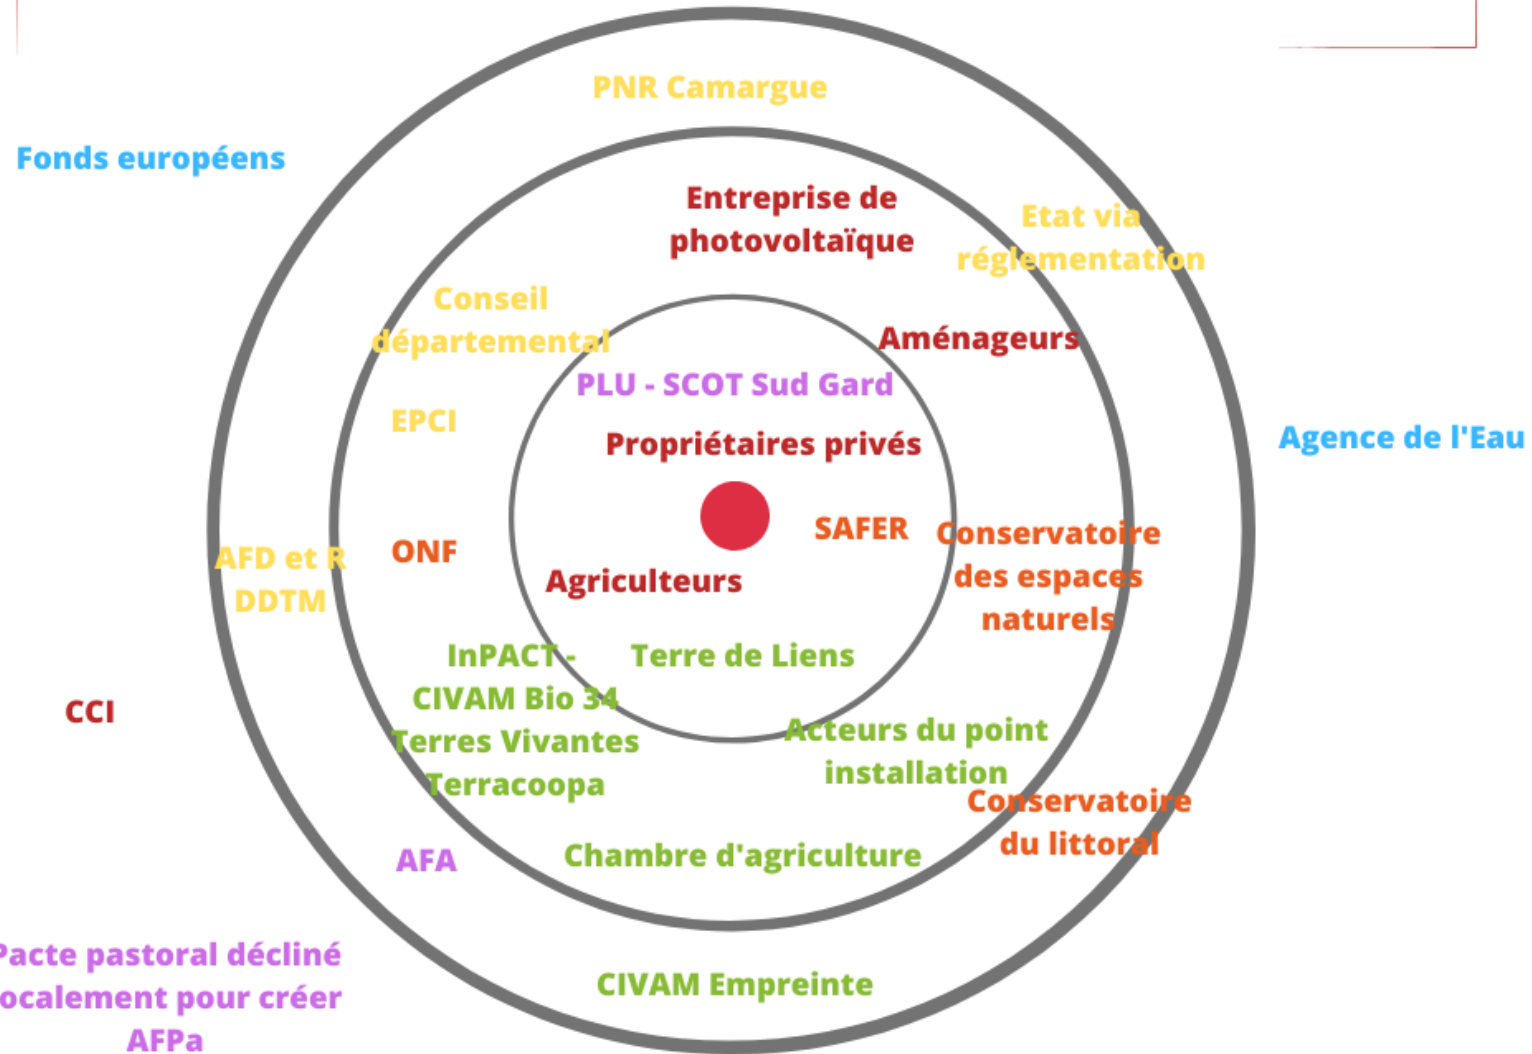 PNR Camargue
Fonds européens
Entreprise de
photovoltaïque
Etat via
réglementation
Conseil
départemental
Aménageurs
PLU - SCOT Sud Gard
EPCI
Propriétaires privés
Agence de l'Eau
SAFER
Conservatoire
des espaces
naturels
AFD et R
DDTM
ONF
Agriculteurs
InPACT -
CIVAM Bio 34
Terres Vivantes
Terracoopa
Terre de Liens
CCI
Acteurs du point
installation
Conservatoire
du littoral
AFA
Chambre d'agriculture
Pacte pastoral décliné
ocalement pour créer
AFPa
CIVAM Empreinte